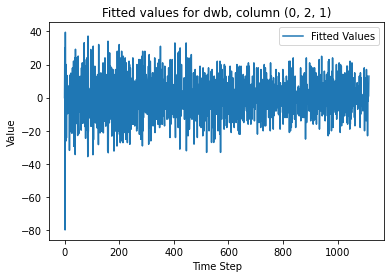 Fitted values for dwb, column (0, 2, 1)
Fitted Values
40
20
0
-20
-40
-60
-80
Value
0 200 400 600 800 1000
Time Step